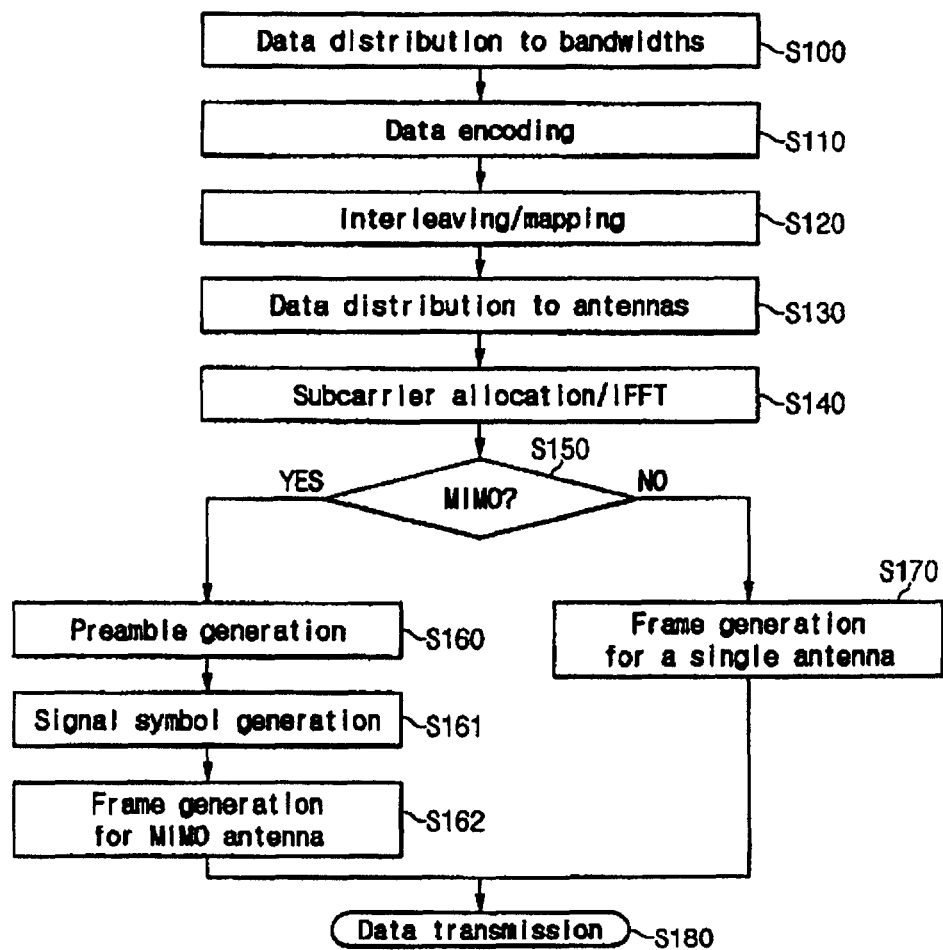 Data distribution to bandwidths
S100
Data encoding
S110
Interleaving/mapping
S120
Data distribution to antennas
S130
Subcarrier allocation/IFFT
S140
S150
YES
MIMO?
NO
S170
Preamble generation
S160
Frame generation
for a single antenna
Signal symbol generation
S161
Frame generation
for MIMO antenna
S162
Data transmission
S180